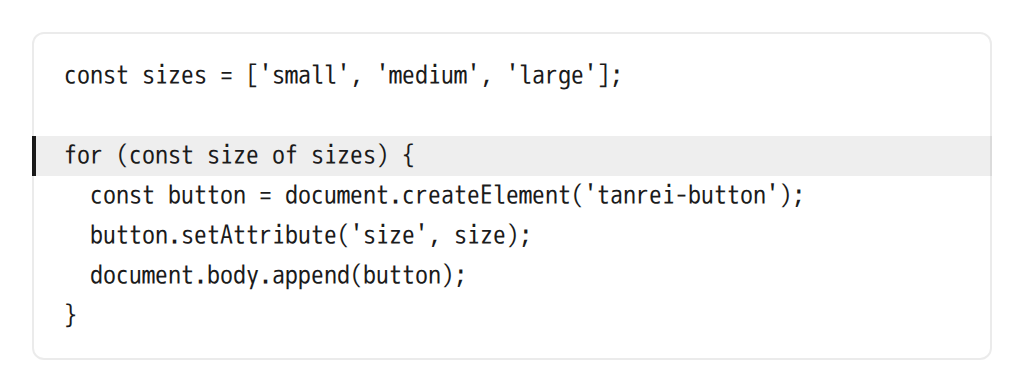 const sizes = ['small', 'medium', 'large'];

for (const size of sizes) {
  const button = document.createElement('tanrei-button');
  button.setAttribute('size', size);
  document.body.append(button);
}